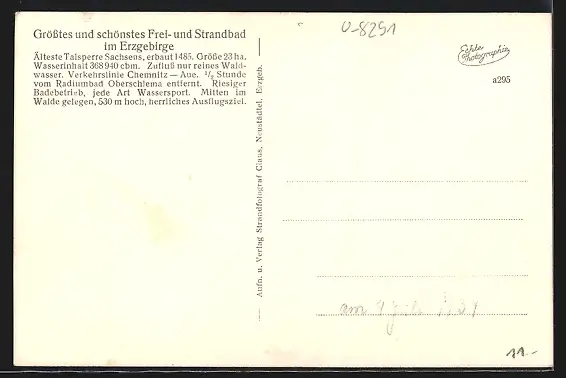 Größtes und schönstes Frei- und Strandbad
im Erzgebirge
Älteste Talsperre Sachsens, erbaut 1485. Größe 23 ha.
Wasserinhalt 368940 cbm. Zufluß nur reines Wald-
wasser. Verkehrslinie Chemnitz — Aue. ½ Stunde
vom Radiumbad Oberschlema entfernt. Riesiger
Badebetrieb, jede Art Wassersport. Mitten im
Walde gelegen, 530 m hoch, herrliches Ausflugsziel.
Aufn. u. Verlag Strandfotograf Claus, Neustädtel, Erzgeb.
0-8291
Echte
Photographie
a295
am
11.-